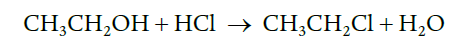 CH₃CH₂OH + HCl → CH₃CH₂Cl + H₂O